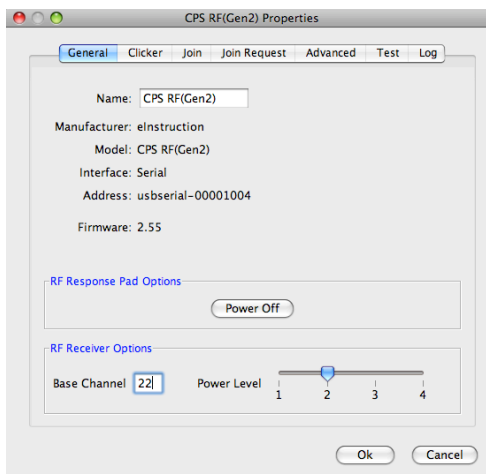 CPS RF(Gen2) Properties
General Clicker Join Join Request Advanced Test Log
Name: CPS RF(Gen2)
Manufacturer: eInstruction
Model: CPS RF(Gen2)
Interface: Serial
Address: usbserial-00001004
Firmware: 2.55
RF Response Pad Options
Power Off
RF Receiver Options
Base Channel 22 Power Level
1 2 3 4
Ok Cancel